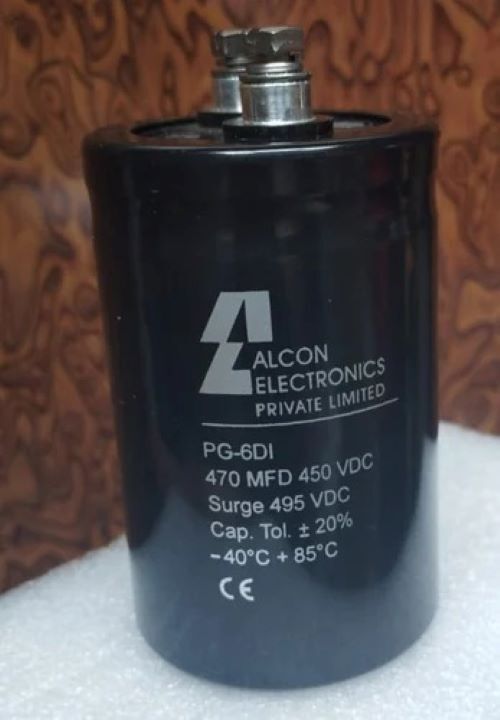 ALCON
ELECTRONICS
PRIVATE LIMITED
PG-6DI
470 MFD 450 VDC
Surge 495 VDC
Cap. Tol. ± 20%
-40°C + 85°C
CE